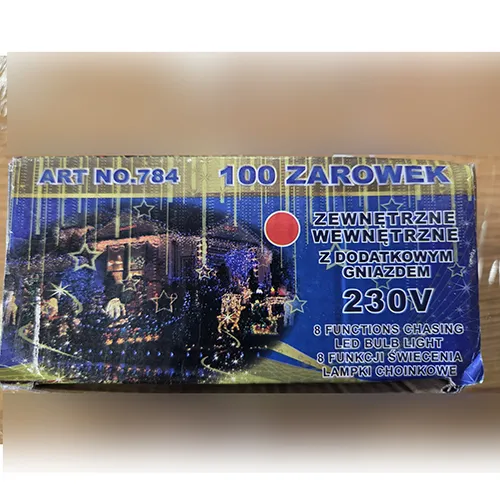 ART NO.784
100 ZAROWEK
ZEWNĘTRZNE
WEWNĘTRZNE
Z DODATKOWYM
GNIAZDEM
230V
8 FUNCTIONS CHASING
LED BULB LIGHT
8 FUNKCJI ŚWIECENIA
LAMPKI CHOINKOWE